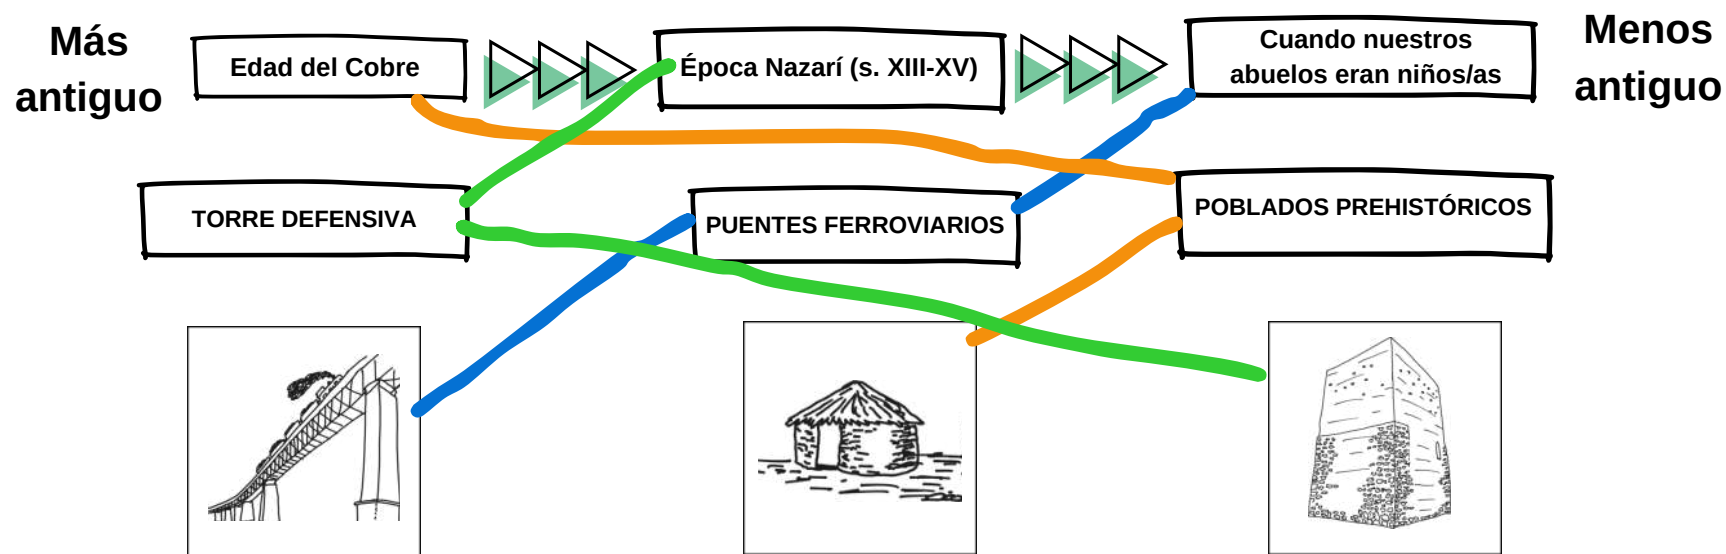 Más
antiguo
Edad del Cobre
Época Nazarí (s. XIII-XV)
Cuando nuestros
abuelos eran niños/as
Menos
antiguo
TORRE DEFENSIVA
PUENTES FERROVIARIOS
POBLADOS PREHISTÓRICOS